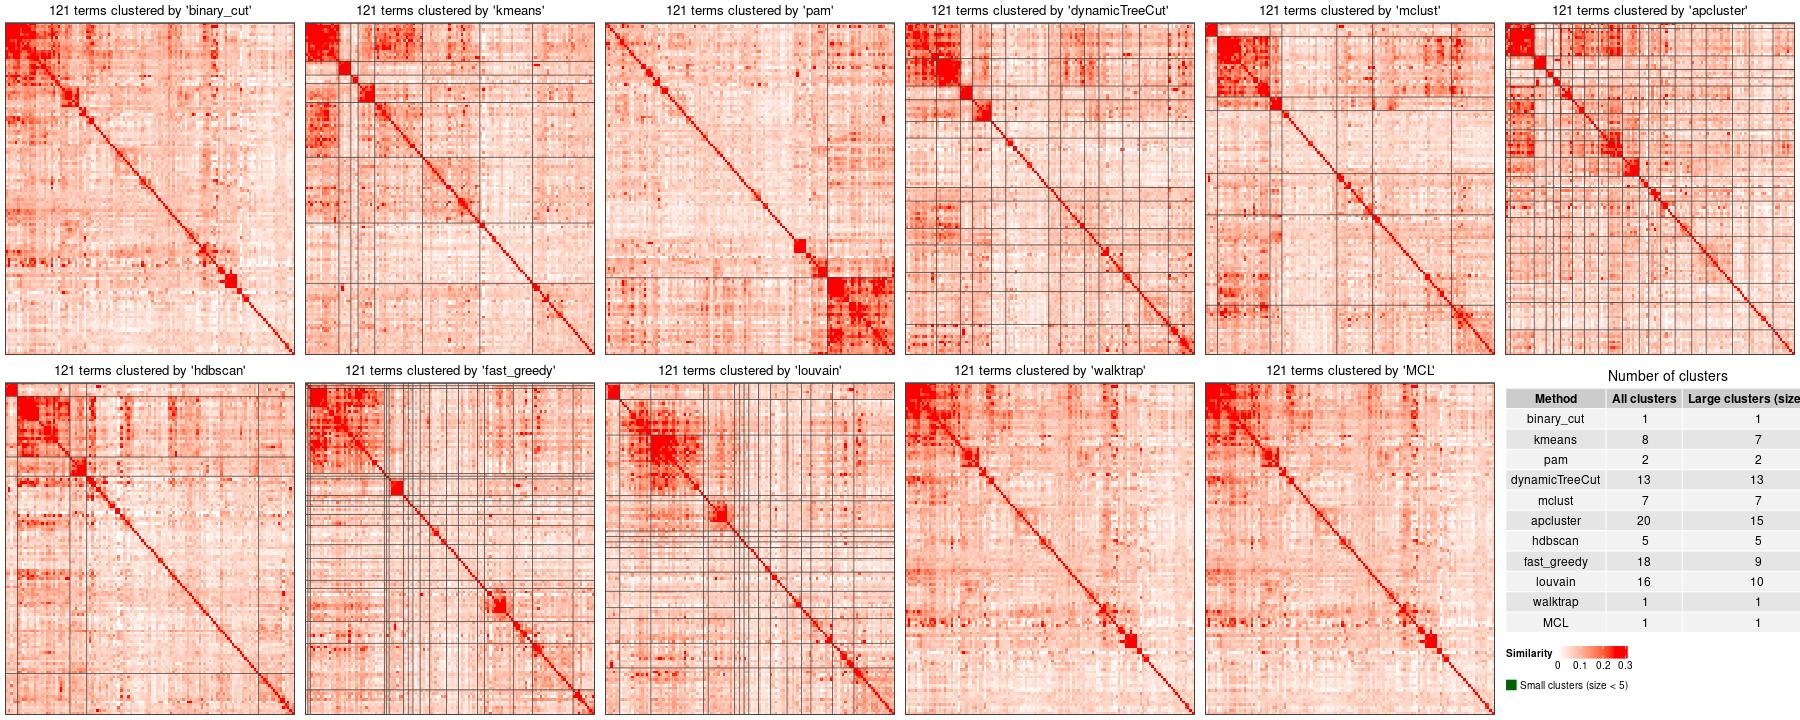 121 terms clustered by 'binary_cut'
121 terms clustered by 'kmeans'
121 terms clustered by 'pam'
121 terms clustered by 'dynamicTreeCut'
121 terms clustered by 'mclust'
121 terms clustered by 'apcluster'
121 terms clustered by 'hdbscan'
121 terms clustered by 'fast_greedy'
121 terms clustered by 'louvain'
121 terms clustered by 'walktrap'
121 terms clustered by 'MCL'
Number of clusters
Method All clusters Large clusters (size
binary_cut 1 1
kmeans 8 7
pam 2 2
dynamicTreeCut 13 13
mclust 7 7
apcluster 20 15
hdbscan 5 5
fast_greedy 18 9
louvain 16 10
walktrap 1 1
MCL 1 1
Similarity
0 0.1 0.2 0.3
Small clusters (size < 5)